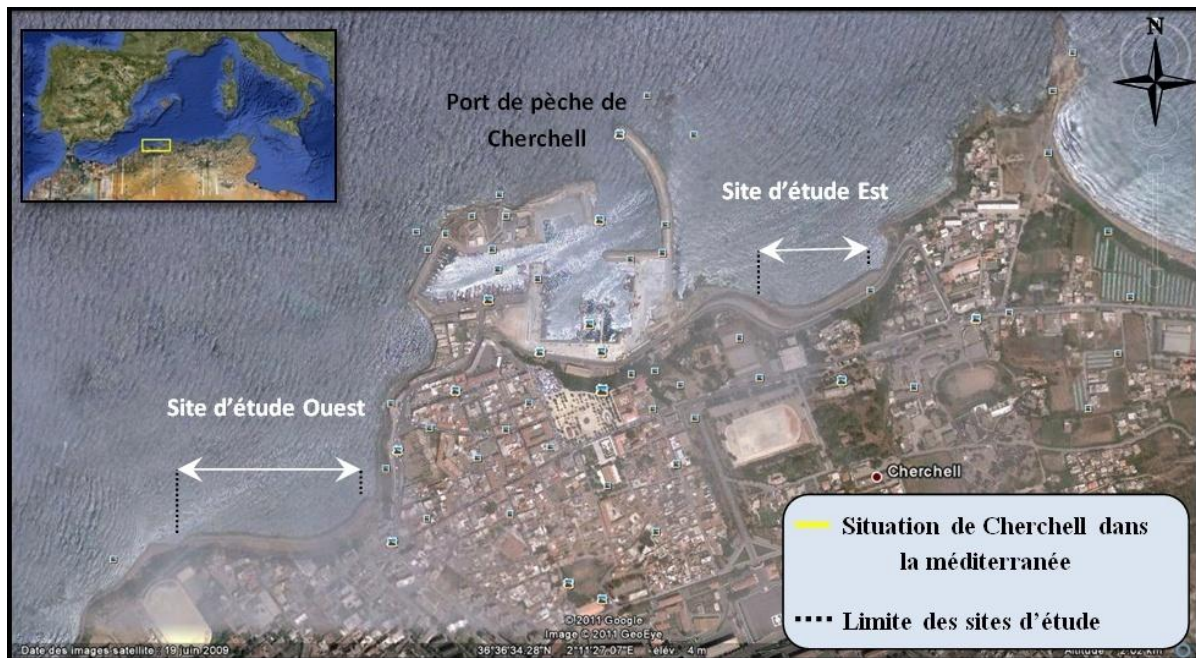 N
Port de pèche de
Cherchell
Site d’étude Est
Site d’étude Ouest
Cherchell
Situation de Cherchell dans
la méditerranée
Limite des sites d’étude
© 2011 Google
Image © 2011 GeoEye
Date des images satellite : 19 juin 2009
36°36'34.28"N 2°11'27.07"E élév 4 m
Altitude 2.02 km